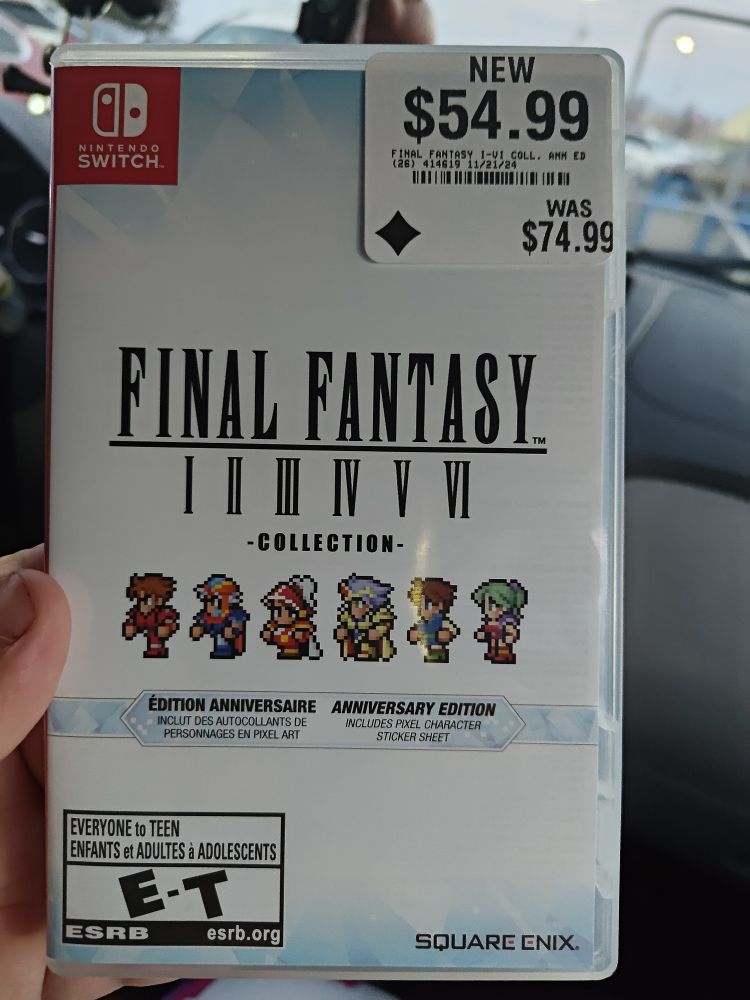 NINTENDO
SWITCH™
NEW
$54.99
FINAL FANTASY I-VI COLL. ANN ED
(26) 414619 11/21/24
WAS
$74.99
FINAL FANTASY™
I II III IV V VI
-COLLECTION-
ÉDITION ANNIVERSAIRE
INCLUT DES AUTOCOLLANTS DE
PERSONNAGES EN PIXEL ART
ANNIVERSARY EDITION
INCLUDES PIXEL CHARACTER
STICKER SHEET
EVERYONE to TEEN
ENFANTS et ADULTES à ADOLESCENTS
E-T
ESRB esrb.org
SQUARE ENIX®